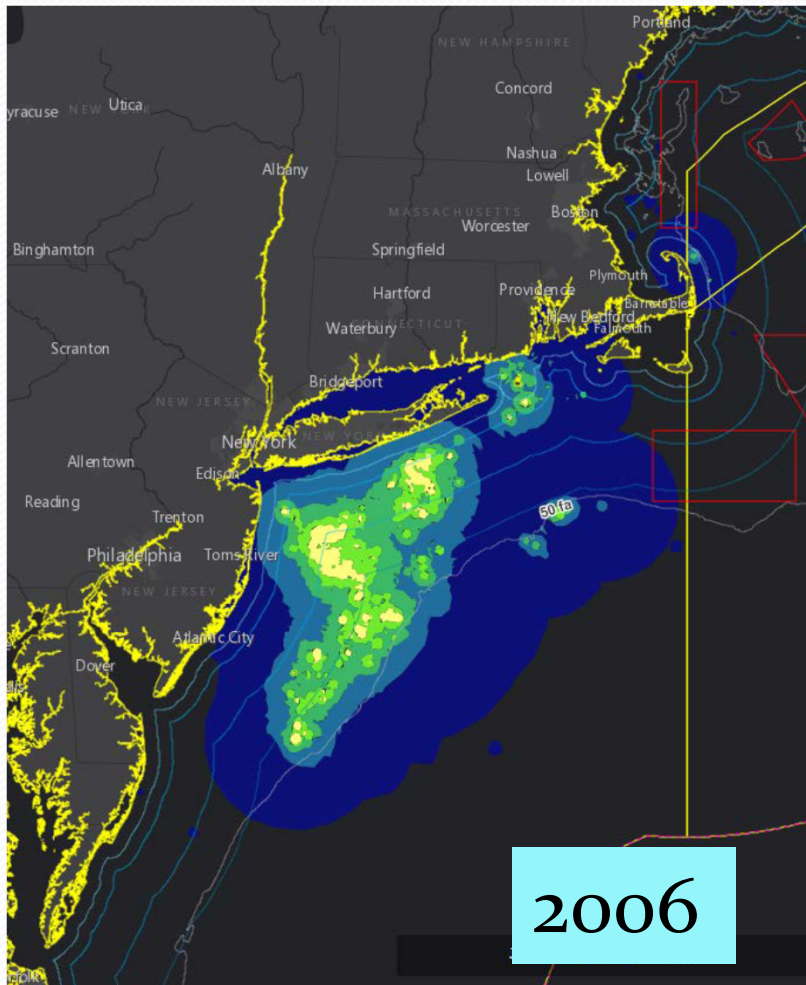 Portland
NEW HAMPSHIRE
Concord
yracuse
NEW YORK
Utica
Nashua
Lowell
Albany
MASSACHUSETTS
Boston
Worcester
Binghamton
Springfield
Plymouth
Hartford
Providence
Barnstable
New Bedford
CONNECTICUT
Falmouth
Waterbury
Scranton
Bridgeport
NEW JERSEY
New York
NEW YORK
Allentown
Edison
Reading
50 fa
Trenton
Philadelphia
Toms River
NEW JERSEY
Atlantic City
Dover
2006